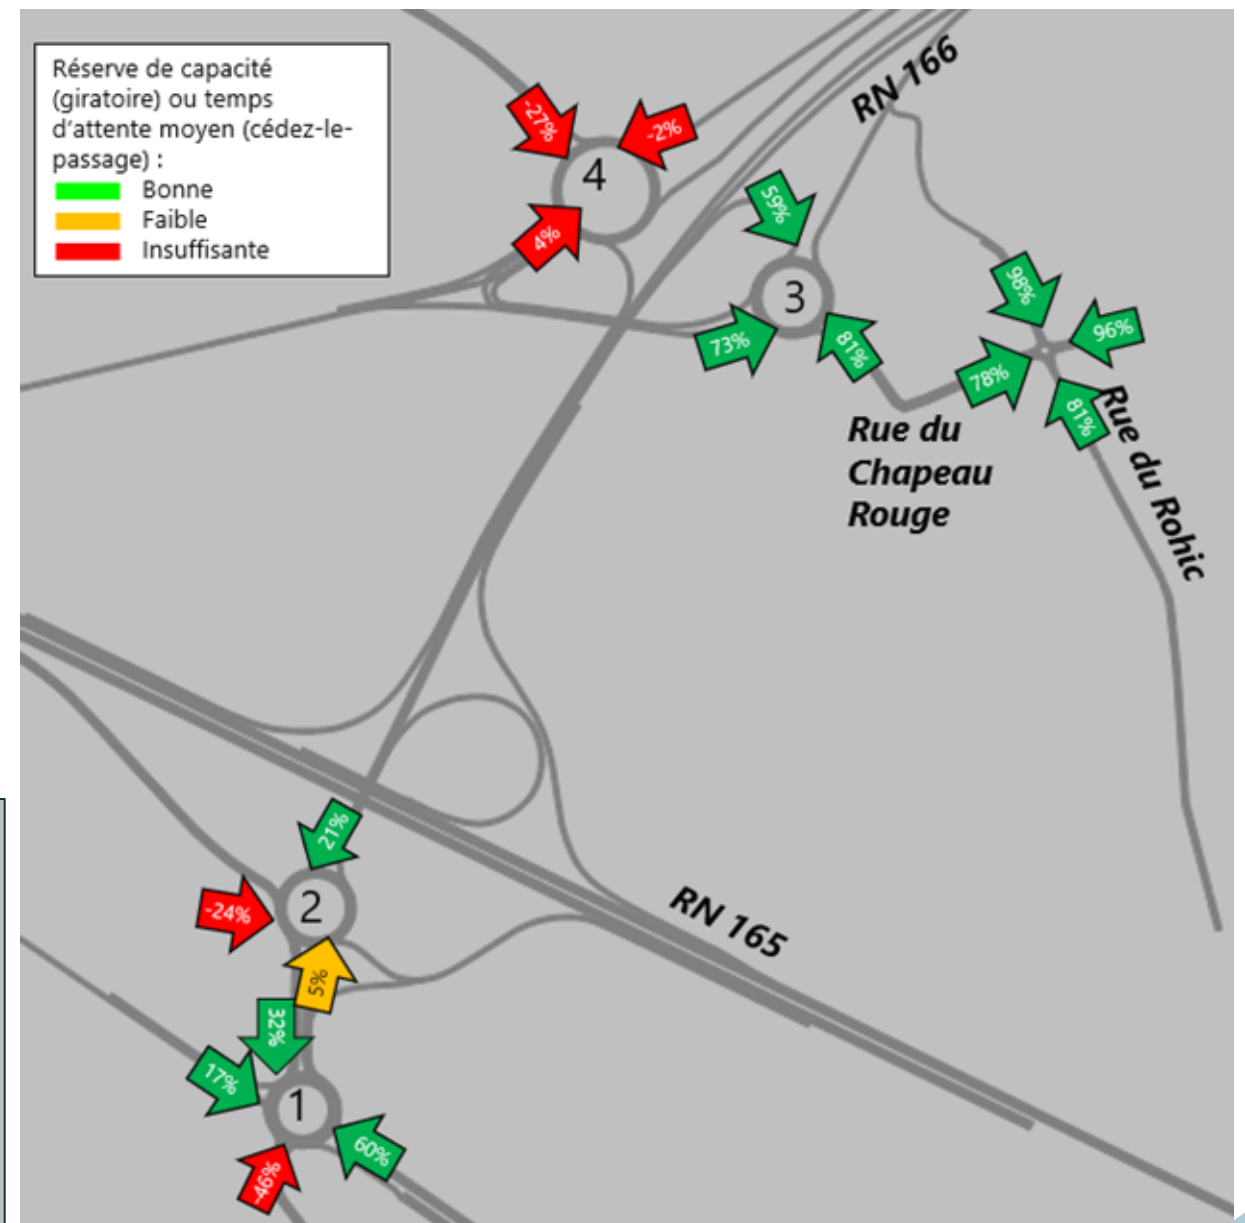 Réserve de capacité
(giratoire) ou temps
d'attente moyen (cédez-le-
passage) :
Bonne
Faible
Insuffisante
RN 166
-27%
-2%
4
4%
59%
3
73%
81%
98%
96%
78%
81%
Rue du
Chapeau
Rouge
Rue du Rohic
21%
2
-24%
5%
RN 165
32%
17%
1
60%
-46%